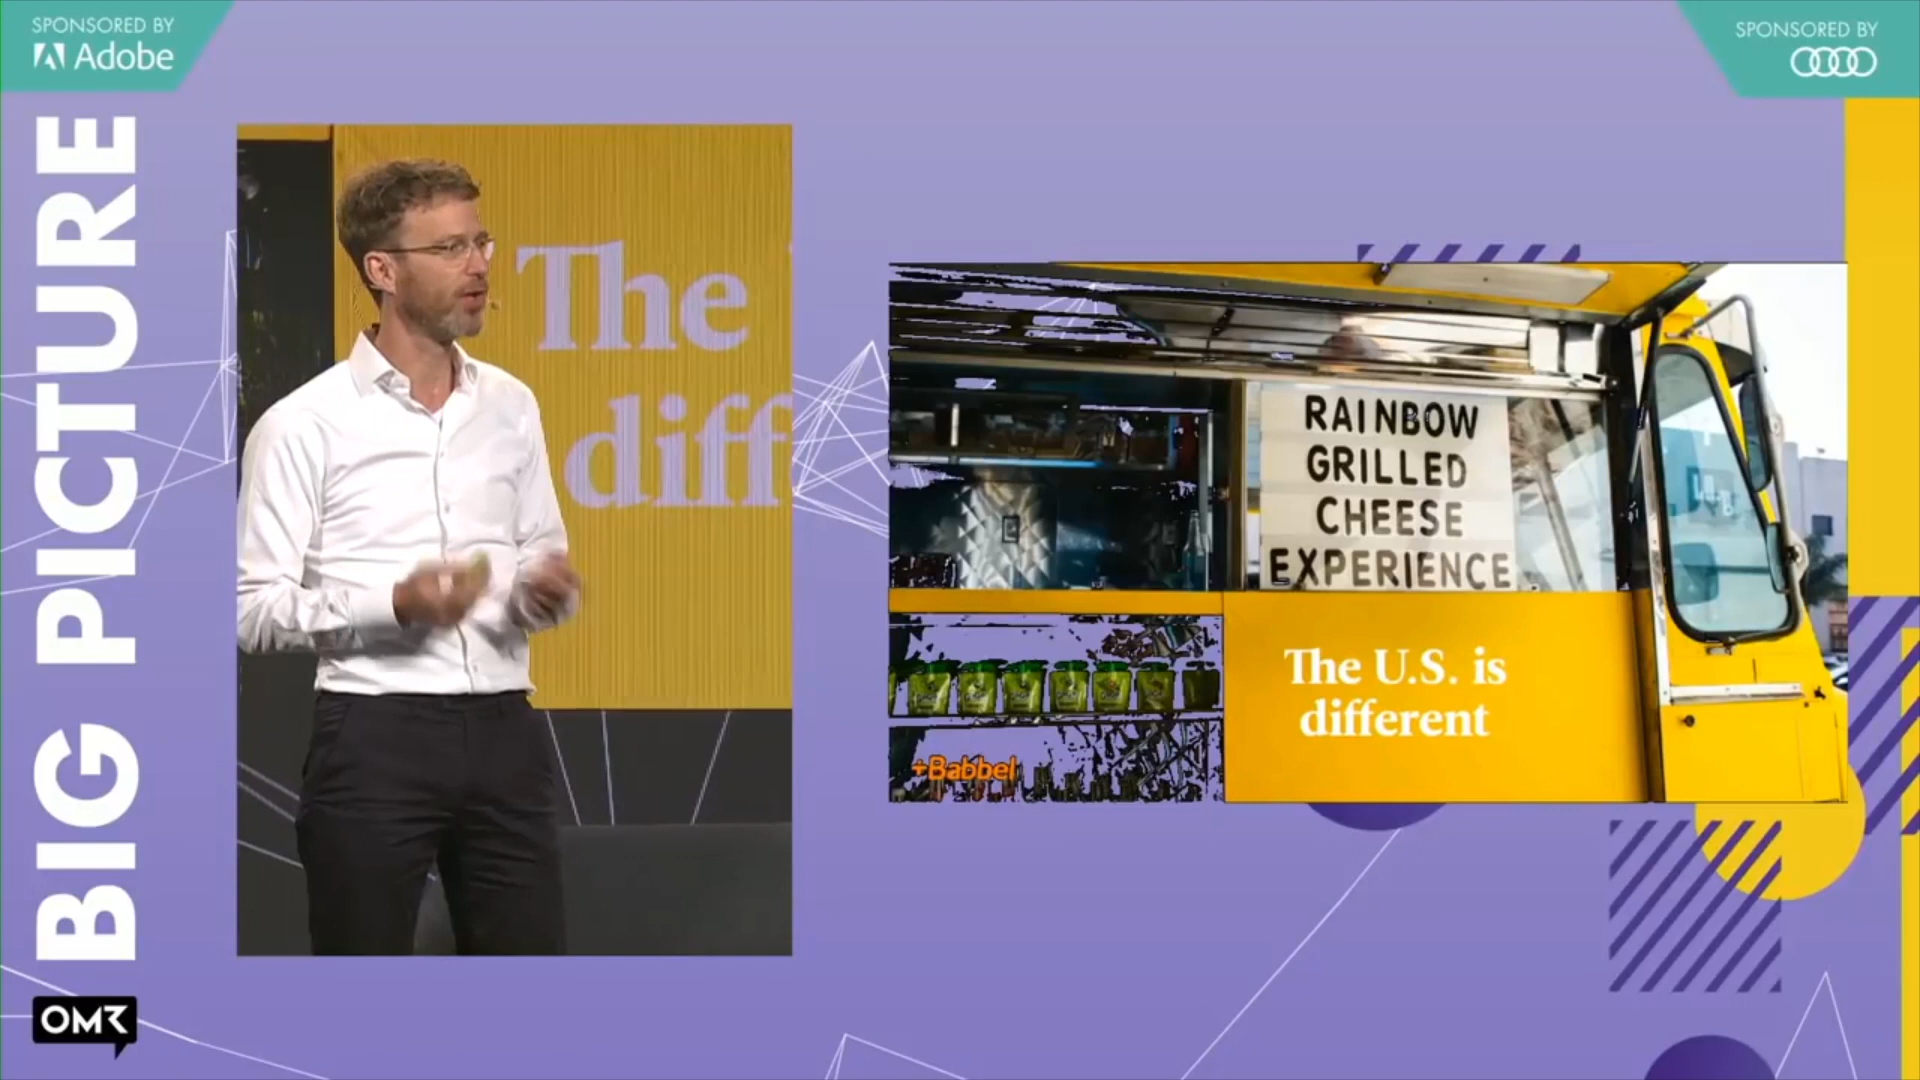 SPONSORED BY
Adobe
SPONSORED BY
BIG PICTURE
The
diff
RAINBOW
GRILLED
CHEESE
EXPERIENCE
The U.S. is
different
+Babbel
OMR